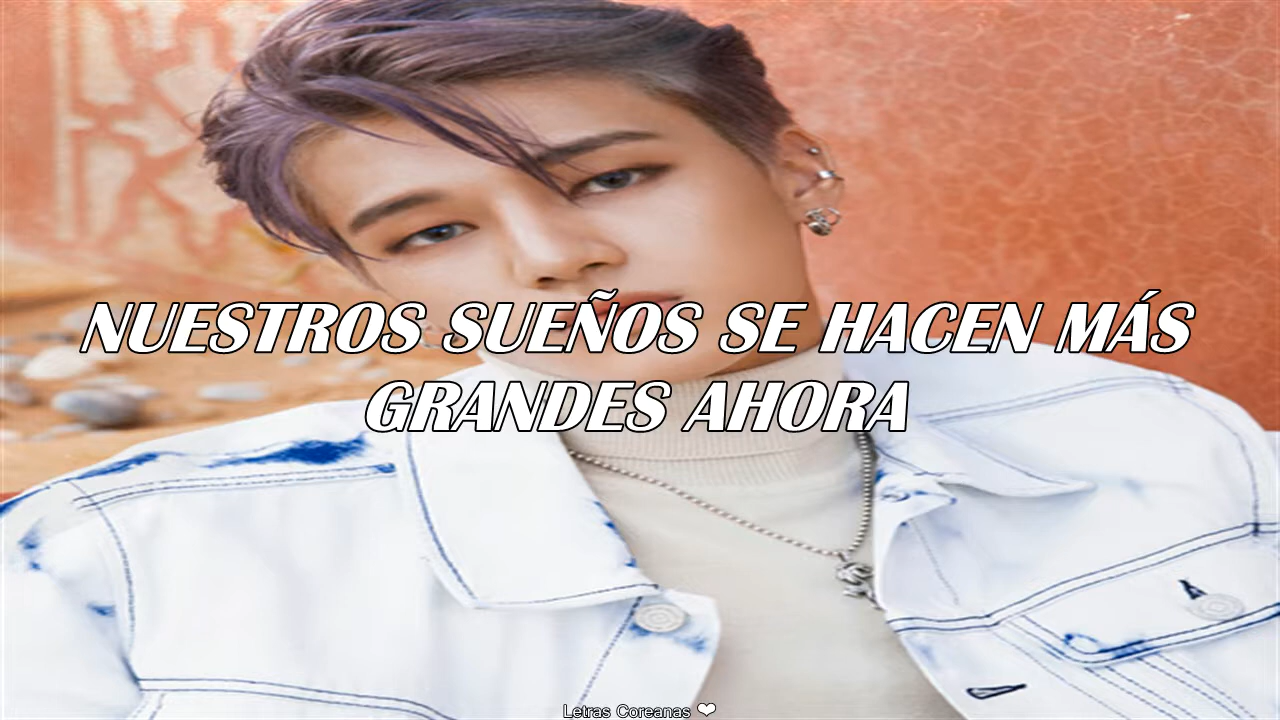 NUESTROS SUEÑOS SE HACEN MÁS
GRANDES AHORA
Letras Coreanas ❤